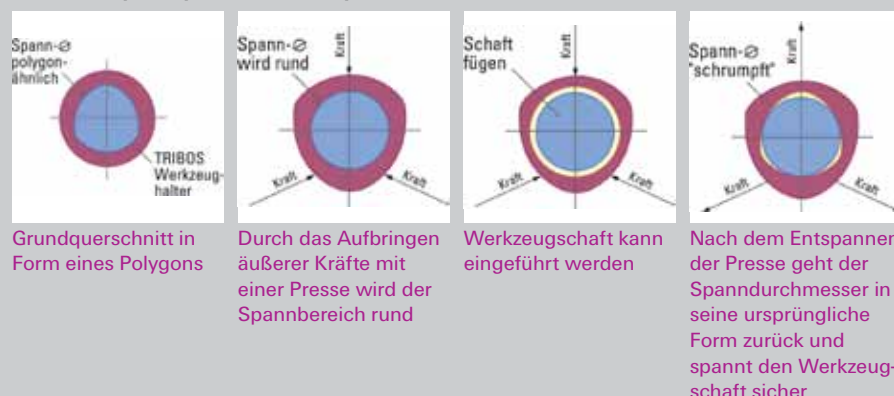 Spann-⌀
polygon-
ähnlich
TRIBOS
Werkzeug-
halter
Grundquerschnitt in
Form eines Polygons
Spann-⌀
wird rund
Kraft
Kraft
Kraft
Durch das Aufbringen
äußerer Kräfte mit
einer Presse wird der
Spannbereich rund
Schaft
fügen
Kraft
Kraft
Kraft
Werkzeugschaft kann
eingeführt werden
Spann-⌀
"schrumpft"
Kraft
Kraft
Kraft
Nach dem Entspannen
der Presse geht der
Spanndurchmesser in
seine ursprüngliche
Form zurück und
spannt den Werkzeug-
schaft sicher